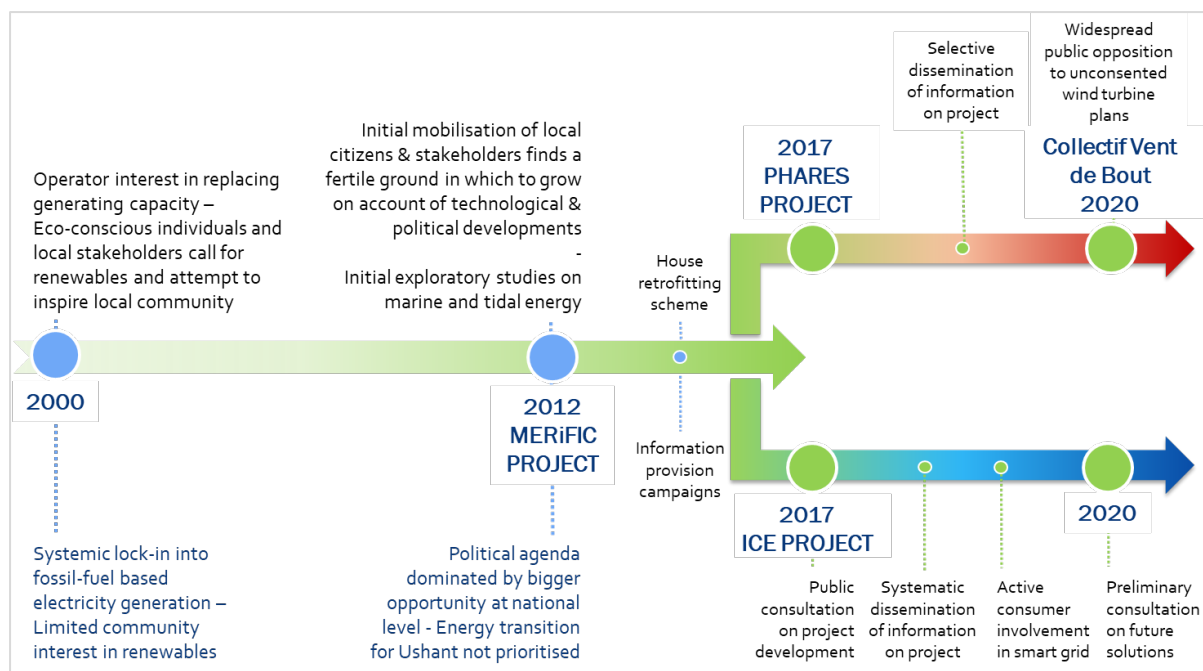 Operator interest in replacing
generating capacity –
Eco-conscious individuals and
local stakeholders call for
renewables and attempt to
inspire local community
2000
Systemic lock-in into
fossil-fuel based
electricity generation –
Limited community
interest in renewables
Initial mobilisation of local
citizens & stakeholders finds a
fertile ground in which to grow
on account of technological &
political developments
-
Initial exploratory studies on
marine and tidal energy
2012
MERiFIC
PROJECT
Political agenda
dominated by bigger
opportunity at national
level - Energy transition
for Ushant not prioritised
House
retrofitting
scheme
Information
provision
campaigns
2017
PHARES
PROJECT
Selective
dissemination
of information
on project
Widespread
public opposition
to unconsented
wind turbine
plans
Collectif Vent
de Bout
2020
2017
ICE PROJECT
Public
consultation
on project
development
Systematic
dissemination
of information
on project
Active
consumer
involvement
in smart grid
2020
Preliminary
consultation
on future
solutions